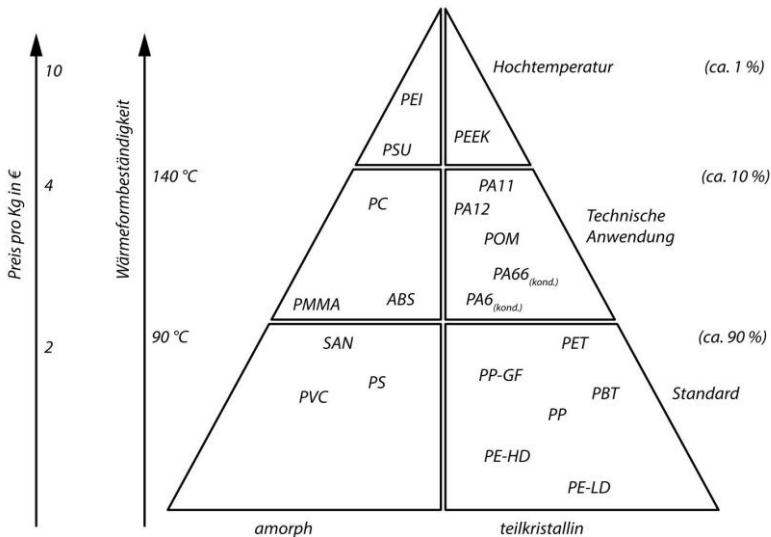 Preis pro Kg in €
10
4
2
Wärmeformbeständigkeit
140 °C
90 °C
PEI
PSU
PEEK
Hochtemperatur
(ca. 1 %)
PC
PMMA
ABS
PA11
PA12
POM
PA66(kond.)
PA6(kond.)
Technische
Anwendung
(ca. 10 %)
SAN
PS
PVC
PET
PP-GF
PBT
PP
PE-HD
PE-LD
Standard
(ca. 90 %)
amorph
teilkristallin